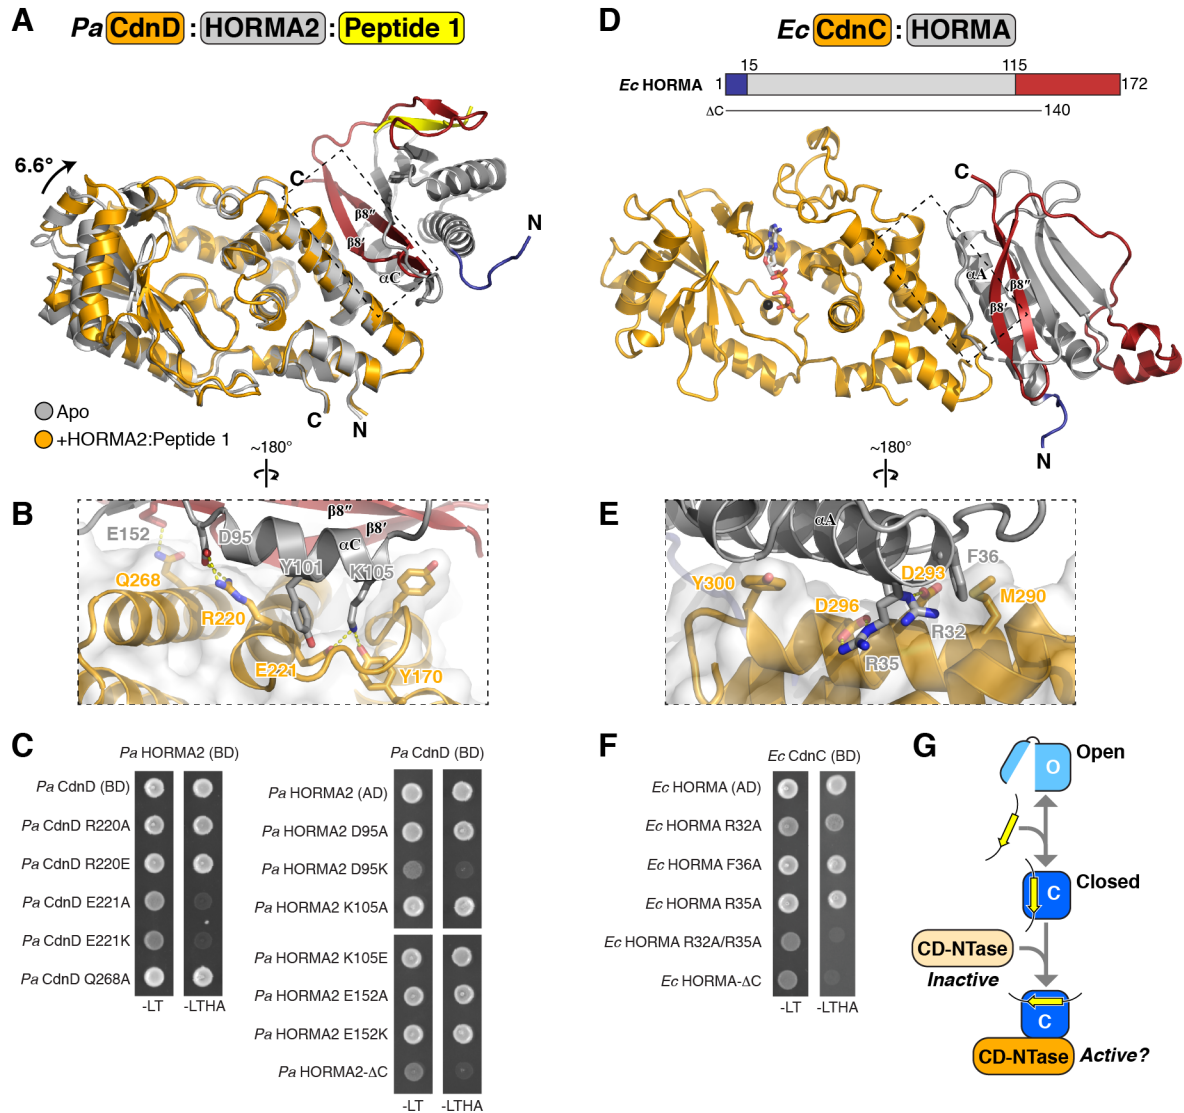 A
Pa CdnD : HORMA2 : Peptide 1
6.6°
C
N
β8″
β8′
αC
C
N
Apo
+HORMA2:Peptide 1
~180°
B
E152
D95
β8″
β8′
αC
Y101
K105
Q268
R220
E221
Y170
C
Pa HORMA2 (BD)
Pa CdnD (BD)
Pa CdnD R220A
Pa CdnD R220E
Pa CdnD E221A
Pa CdnD E221K
Pa CdnD Q268A
-LT
-LTHA
Pa CdnD (BD)
Pa HORMA2 (AD)
Pa HORMA2 D95A
Pa HORMA2 D95K
Pa HORMA2 K105A
Pa HORMA2 K105E
Pa HORMA2 E152A
Pa HORMA2 E152K
Pa HORMA2-ΔC
-LT
-LTHA
D
Ec CdnC : HORMA
15
115
Ec HORMA
1
172
ΔC
140
C
αA
β8″
β8′
N
~180°
E
αA
F36
Y300
D293
D296
M290
R32
R35
F
Ec CdnC (BD)
Ec HORMA (AD)
Ec HORMA R32A
Ec HORMA F36A
Ec HORMA R35A
Ec HORMA R32A/R35A
Ec HORMA-ΔC
-LT
-LTHA
G
O
Open
C
Closed
CD-NTase
Inactive
C
CD-NTase
Active?